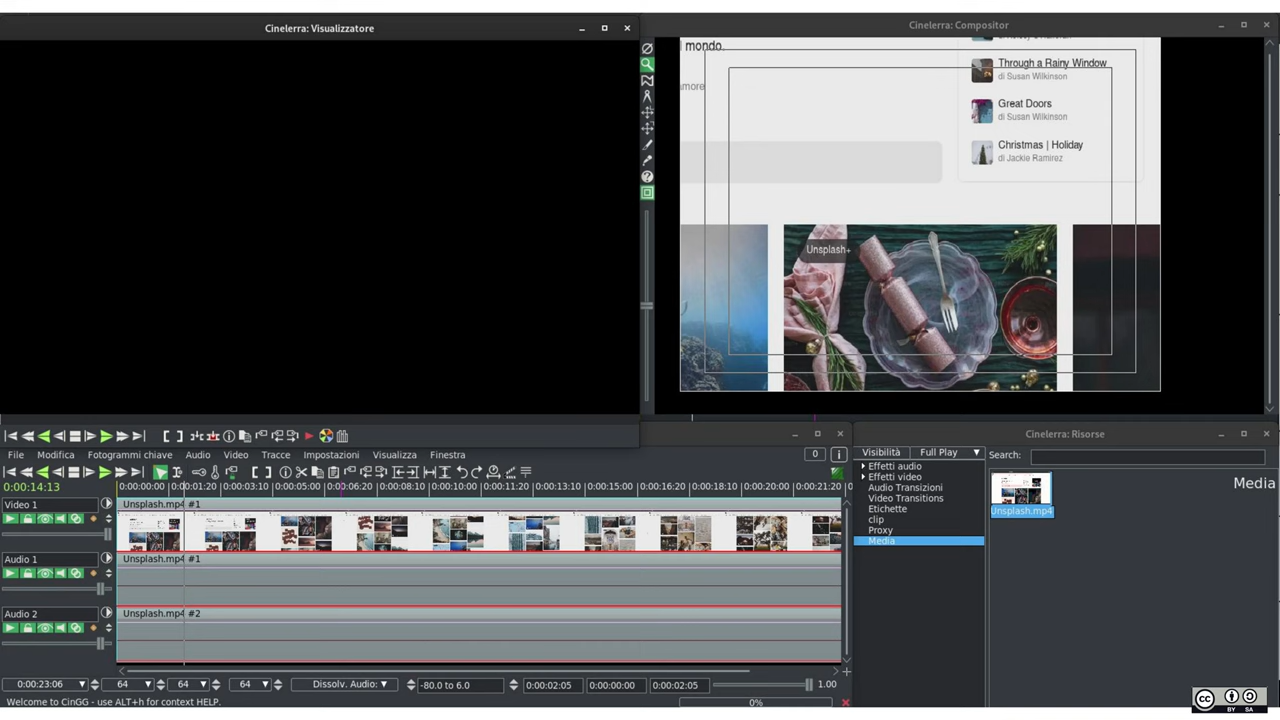 Cinelerra: Visualizzatore
Cinelerra: Compositor
l mondo.
amore
Through a Rainy Window
di Susan Wilkinson
Great Doors
di Susan Wilkinson
Christmas | Holiday
di Jackie Ramirez
Unsplash+
File Modifica Fotogrammi chiave Audio Video Tracce Impostazioni Visualizza Finestra
0
0:00:14:13
0:00:00:00 0:00:01:20 0:00:03:10 0:00:05:00 0:00:06:20 0:00:08:10 0:00:10:00 0:00:11:20 0:00:13:10 0:00:15:00 0:00:16:20 0:00:18:10 0:00:20:00 0:00:21:20
Video 1
Unsplash.mp4 #1
Audio 1
Unsplash.mp4 #1
Audio 2
Unsplash.mp4 #2
0:00:23:06 64 64 64 Dissolv. Audio: -80.0 to 6.0 0:00:02:05 0:00:00:00 0:00:02:05 1.00
Welcome to CinGG - use ALT+h for context HELP.
0%
Cinelerra: Risorse
Visibilità Full Play
Search:
Effetti audio
Effetti video
Audio Transizioni
Video Transitions
Etichette
clip
Proxy
Media
Media
Unsplash.mp4
CC BY SA